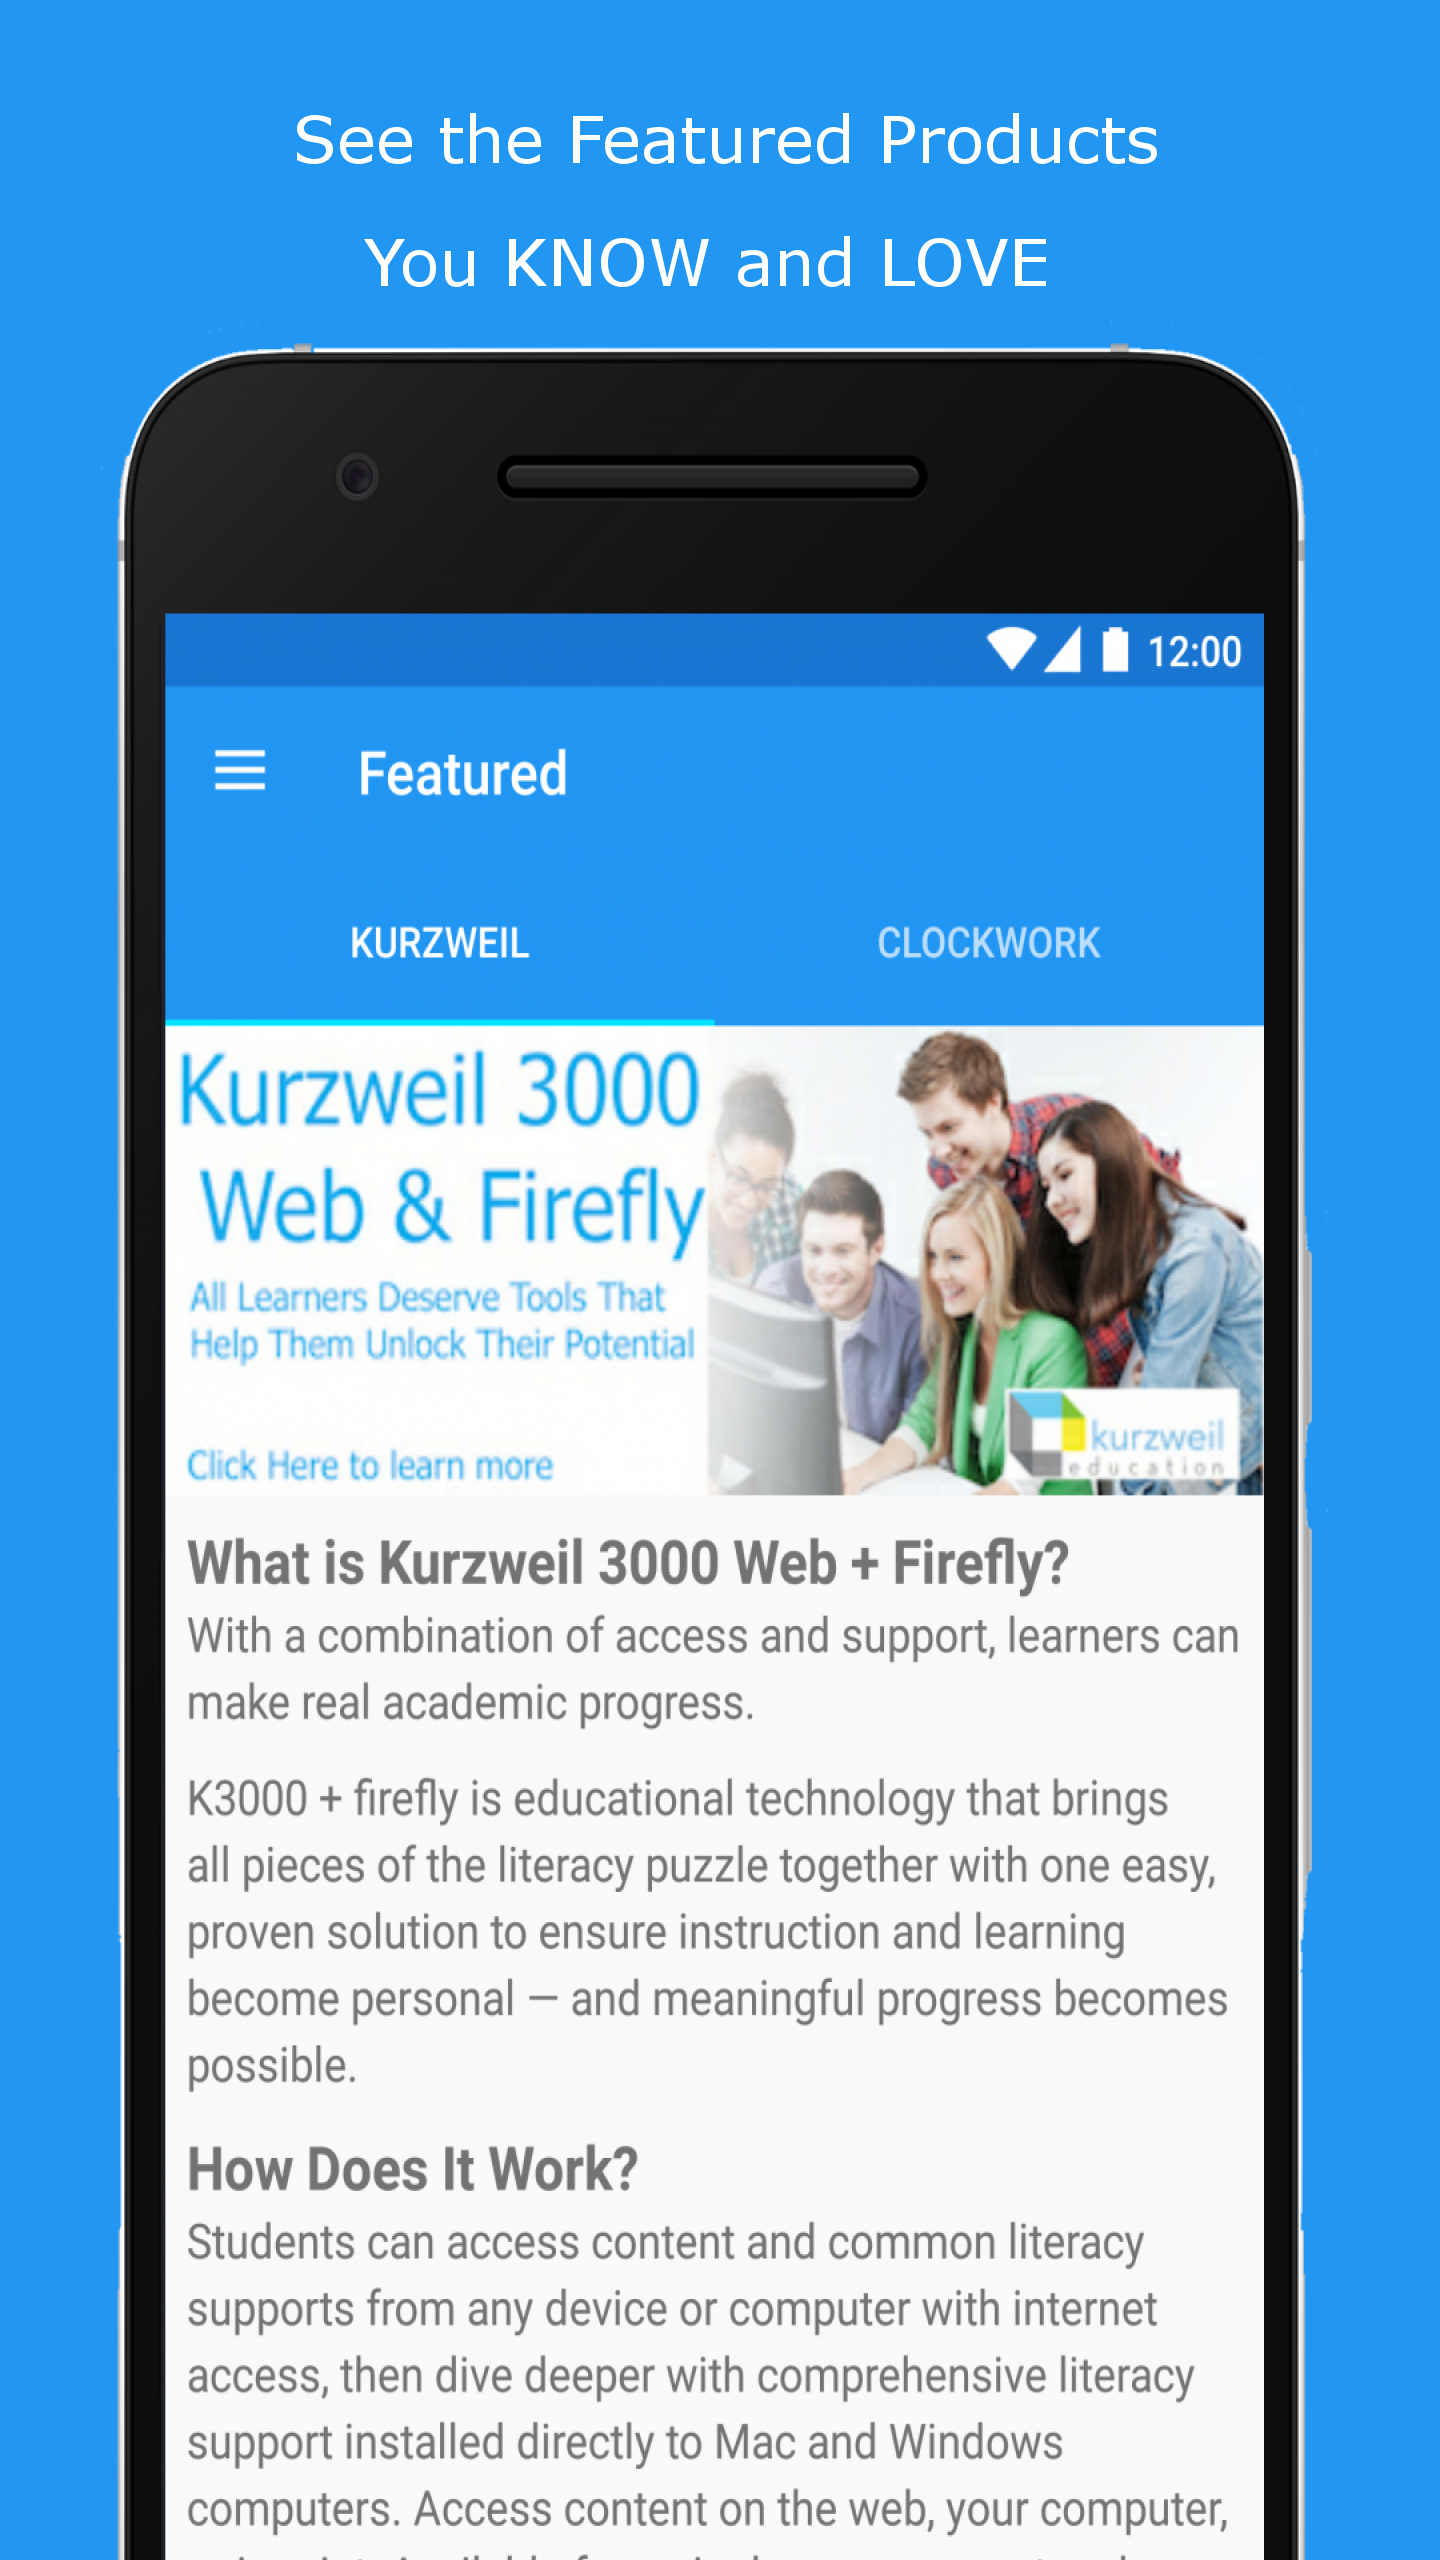 See the Featured Products
You KNOW and LOVE
12:00
Featured
KURZWEIL
CLOCKWORK
Kurzweil 3000
Web & Firefly
All Learners Deserve Tools That
Help Them Unlock Their Potential
Click Here to learn more
kurzweil
education
What is Kurzweil 3000 Web + Firefly?
With a combination of access and support, learners can
make real academic progress.
K3000 + firefly is educational technology that brings
all pieces of the literacy puzzle together with one easy,
proven solution to ensure instruction and learning
become personal — and meaningful progress becomes
possible.
How Does It Work?
Students can access content and common literacy
supports from any device or computer with internet
access, then dive deeper with comprehensive literacy
support installed directly to Mac and Windows
computers. Access content on the web, your computer,